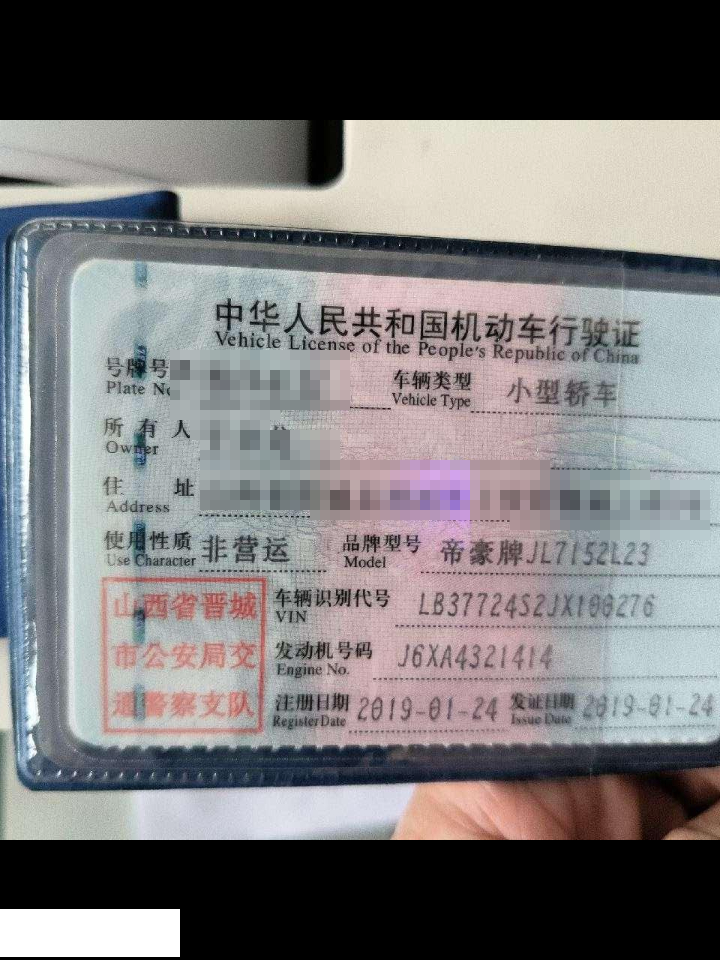 中华人民共和国机动车行驶证
Vehicle License of the People's Republic of China
号牌号
Plate No
车辆类型
Vehicle Type
小型轿车
所有人
Owner
住址
Address
使用性质
Use Character
非营运
品牌型号
Model
帝豪牌JL7152L23
山西省晋城
市公安局交
通警察支队
车辆识别代号
VIN
LB37724S2JX100276
发动机号码
Engine No.
J6XA4321414
注册日期
Register Date
2019-01-24
发证日期
Issue Date
2019-01-24